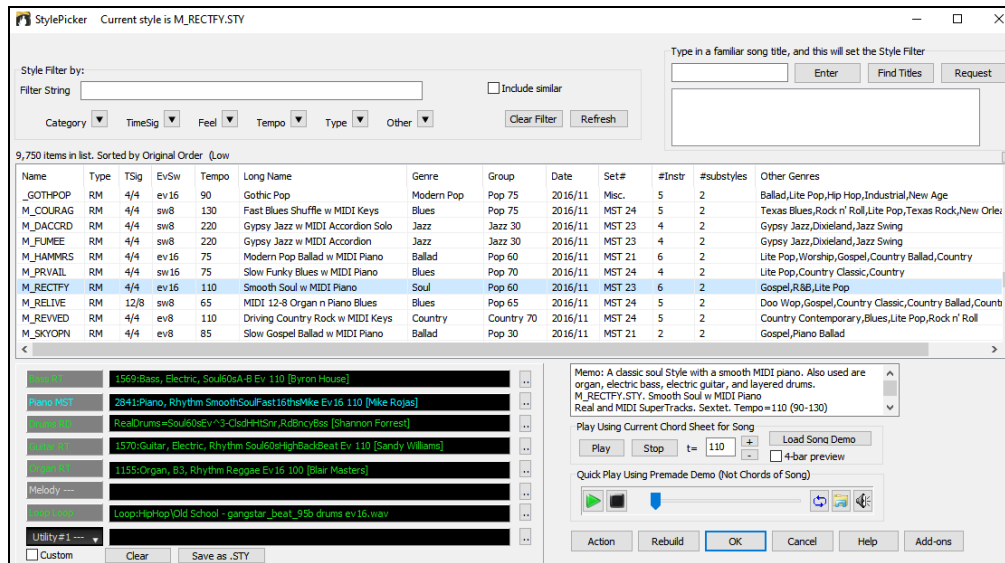 StylePicker Current style is M_RECTFY.STY
Type in a familiar song title, and this will set the Style Filter
Style Filter by:
Filter String
Include similar
Enter Find Titles Request
Category TimeSig Feel Tempo Type Other Clear Filter Refresh
9,750 items in list. Sorted by Original Order (Low
Name Type TSig EvSw Tempo Long Name Genre Group Date Set# #Instr #substyles Other Genres
_GOTHPOP RM 4/4 ev16 90 Gothic Pop Modern Pop Pop 75 2016/11 Misc. 5 2 Ballad,Lite Pop,Hip Hop,Industrial,New Age
M_COURAG RM 4/4 sw8 130 Fast Blues Shuffle w MIDI Keys Blues Pop 75 2016/11 MST 24 5 2 Texas Blues,Rock n' Roll,Lite Pop,Texas Rock,New Orlea
M_DACCRD RM 4/4 sw8 220 Gypsy Jazz w MIDI Accordion Solo Jazz Jazz 30 2016/11 MST 23 4 2 Gypsy Jazz,Dixieland,Jazz Swing
M_FUMEE RM 4/4 sw8 220 Gypsy Jazz w MIDI Accordion Jazz Jazz 30 2016/11 MST 23 4 2 Gypsy Jazz,Dixieland,Jazz Swing
M_HAMMRS RM 4/4 ev16 75 Modern Pop Ballad w MIDI Piano Ballad Pop 60 2016/11 MST 21 6 2 Lite Pop,Worship,Gospel,Country Ballad,Country
M_PRVAIL RM 4/4 sw16 75 Slow Funky Blues w MIDI Piano Blues Pop 70 2016/11 MST 24 4 2 Lite Pop,Country Classic,Country
M_RECTFY RM 4/4 ev16 110 Smooth Soul w MIDI Piano Soul Pop 60 2016/11 MST 23 6 2 Gospel,R&B,Lite Pop
M_RELIVE RM 12/8 sw8 65 MIDI 12-8 Organ n Piano Blues Blues Pop 65 2016/11 MST 24 5 2 Doo Wop,Gospel,Country Classic,Country Ballad,Count
M_REVVED RM 4/4 ev8 110 Driving Country Rock w MIDI Keys Country Country 70 2016/11 MST 24 5 2 Country Contemporary,Blues,Lite Pop,Rock n' Roll
M_SKYOPN RM 4/4 ev8 85 Slow Gospel Ballad w MIDI Piano Ballad Pop 30 2016/11 MST 21 2 2 Gospel,Piano Ballad
Bass RT 1569:Bass, Electric, Soul60sA-B Ev 110 [Byron House] ..
Piano MST 2841:Piano, Rhythm SmoothSoulFast16thsMike Ev16 110 [Mike Rojas] ..
Drums RD RealDrums=Soul60sEv^3-ClsdHHtSnr,RdBncyBss [Shannon Forrest] ..
Guitar RT 1570:Guitar, Electric, Rhythm Soul60sHighBackBeat Ev 110 [Sandy Williams] ..
Organ RT 1155:Organ, B3, Rhythm Reggae Ev16 100 [Blair Masters] ..
Melody --- ..
Loop Loop Loop:HipHop\Old School - gangstar_beat_95b drums ev16.wav ..
Utility#1 --- ..
Custom Clear Save as .STY
Memo: A classic soul Style with a smooth MIDI piano. Also used are
organ, electric bass, electric guitar, and layered drums.
M_RECTFY.STY. Smooth Soul w MIDI Piano
Real and MIDI SuperTracks. Sextet. Tempo=110 (90-130)
Play Using Current Chord Sheet for Song
Play Stop t= 110 + - Load Song Demo
4-bar preview
Quick Play Using Premade Demo (Not Chords of Song)
Action Rebuild OK Cancel Help Add-ons